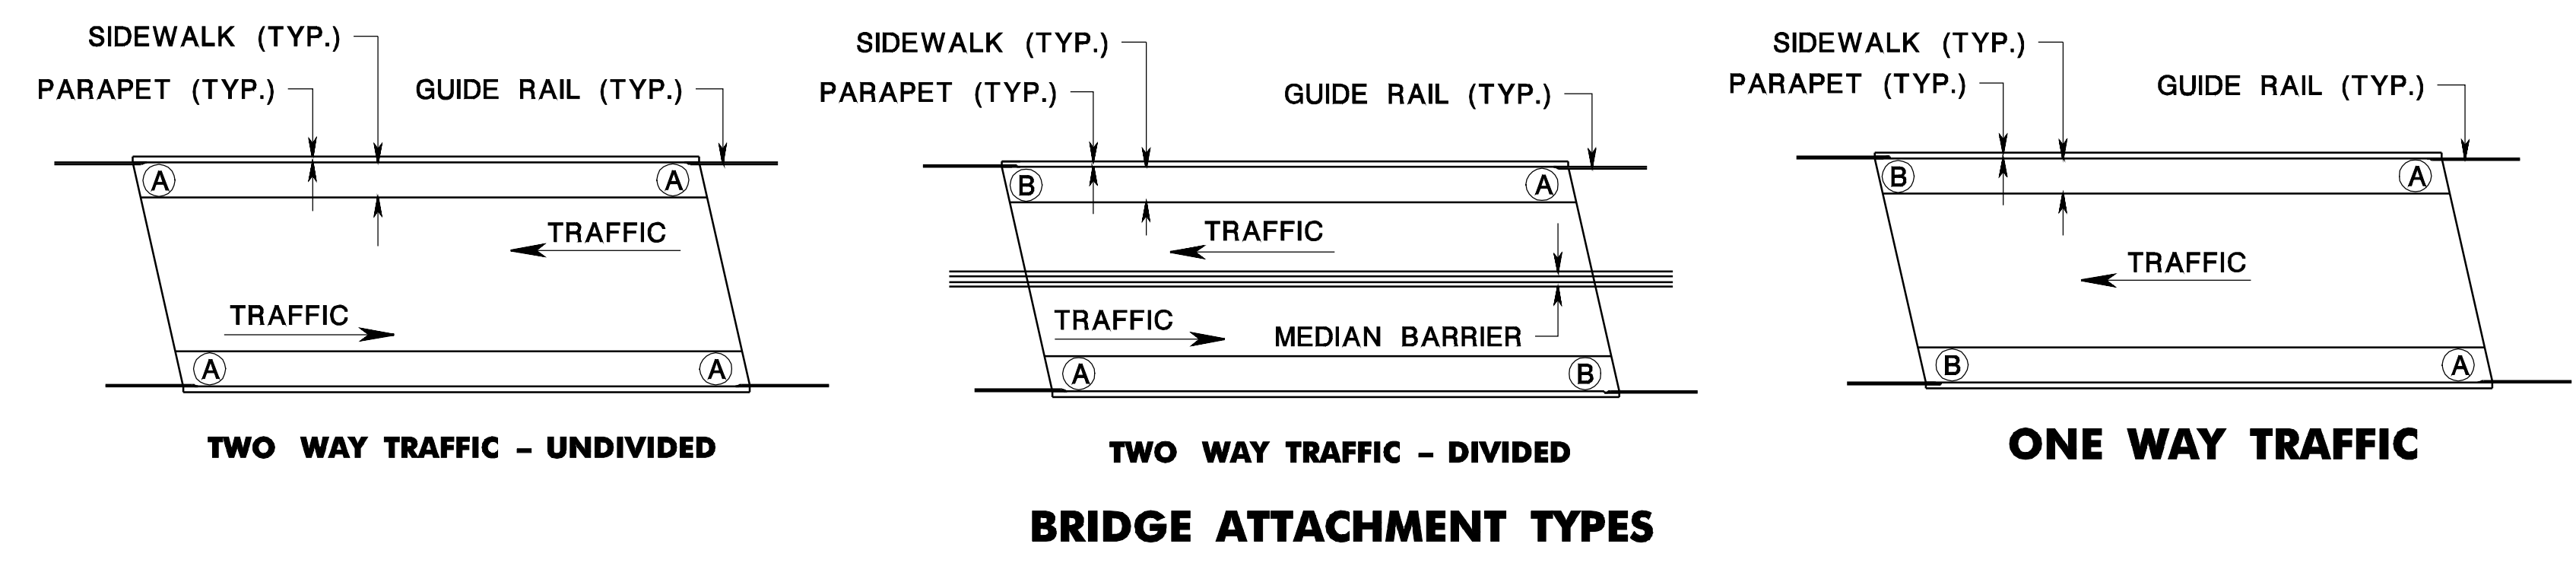 SIDEWALK (TYP.)
PARAPET (TYP.)
GUIDE RAIL (TYP.)
A
A
TRAFFIC
TRAFFIC
A
A
TWO WAY TRAFFIC – UNDIVIDED
SIDEWALK (TYP.)
PARAPET (TYP.)
GUIDE RAIL (TYP.)
B
A
TRAFFIC
TRAFFIC
MEDIAN BARRIER
A
B
TWO WAY TRAFFIC – DIVIDED
SIDEWALK (TYP.)
PARAPET (TYP.)
GUIDE RAIL (TYP.)
B
A
TRAFFIC
B
A
ONE WAY TRAFFIC
BRIDGE ATTACHMENT TYPES